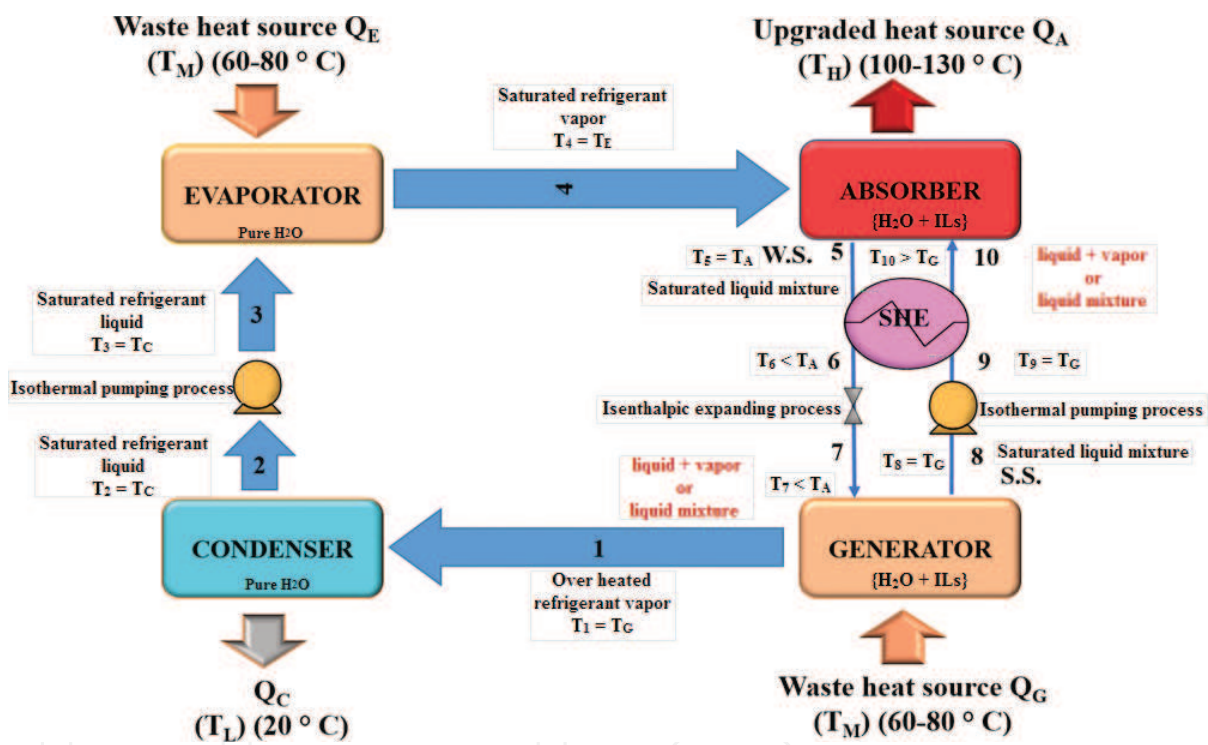 Waste heat source QE
(TM) (60-80 ° C)
Upgraded heat source QA
(TH) (100-130 ° C)
Saturated refrigerant
vapor
T4 = TE
4
EVAPORATOR
Pure H2O
ABSORBER
{H2O + ILs}
T5 = TA W.S. 5
T10 > TG 10
liquid + vapor
or
liquid mixture
Saturated liquid mixture
SHE
Saturated refrigerant
liquid
T3 = TC
3
T6 < TA 6
9 T9 = TG
Isothermal pumping process
Isenthalpic expanding process
Isothermal pumping process
Saturated refrigerant
liquid
T2 = TC
2
7
T7 < TA
T8 = TG 8
Saturated liquid mixture
S.S.
liquid + vapor
or
liquid mixture
CONDENSER
Pure H2O
1
Over heated
refrigerant vapor
T1 = TG
GENERATOR
{H2O + ILs}
QC
(TL) (20 ° C)
Waste heat source QG
(TM) (60-80 ° C)